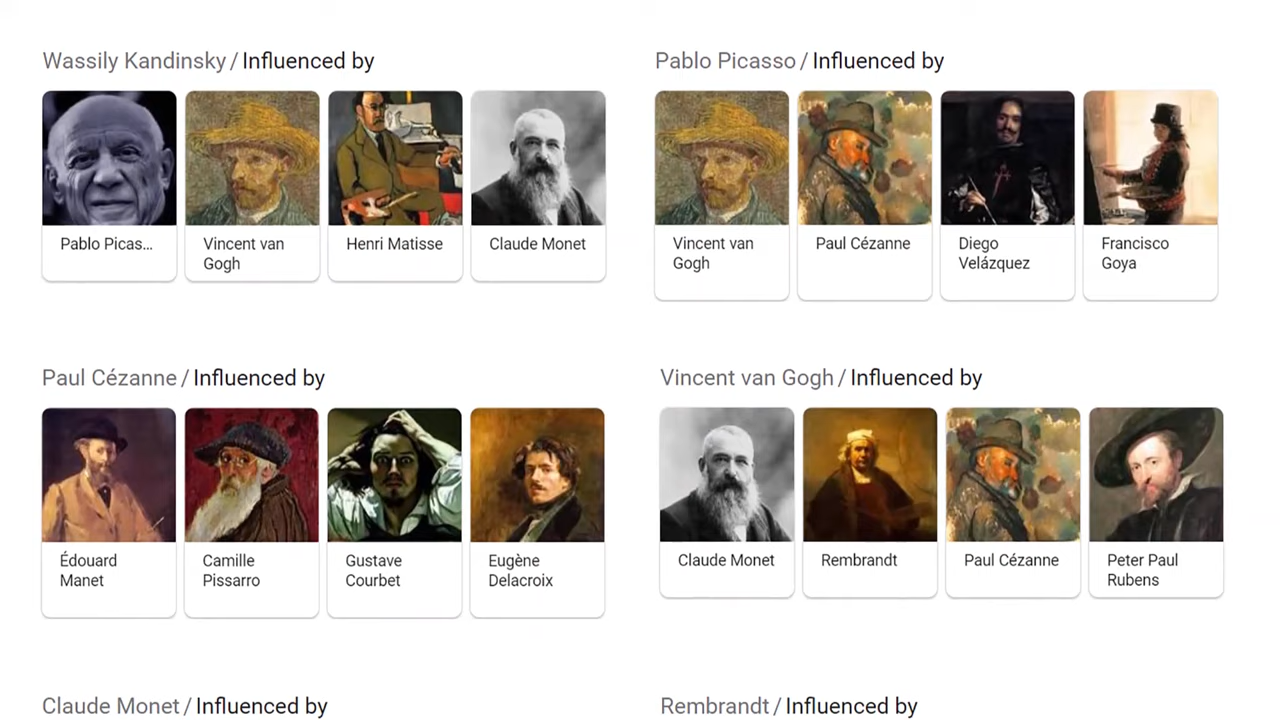 Wassily Kandinsky / Influenced by
Pablo Picas...
Vincent van
Gogh
Henri Matisse
Claude Monet
Pablo Picasso / Influenced by
Vincent van
Gogh
Paul Cézanne
Diego
Velázquez
Francisco
Goya
Paul Cézanne / Influenced by
Édouard
Manet
Camille
Pissarro
Gustave
Courbet
Eugène
Delacroix
Vincent van Gogh / Influenced by
Claude Monet
Rembrandt
Paul Cézanne
Peter Paul
Rubens
Claude Monet / Influenced by
Rembrandt / Influenced by